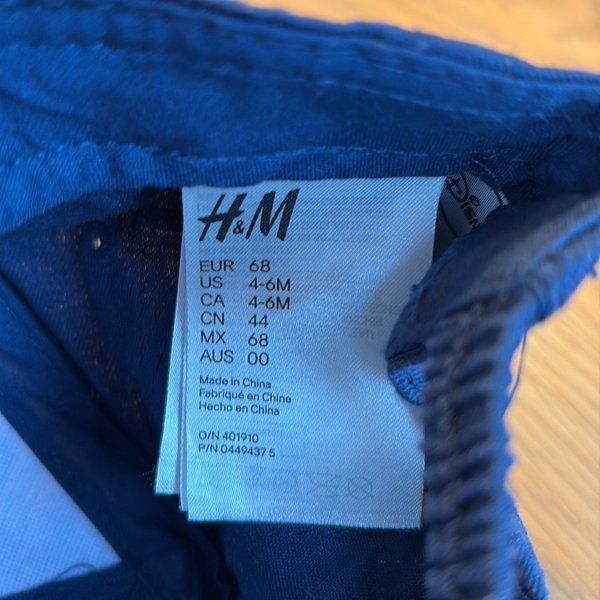 H&M
EUR 68
US 4-6M
CA 4-6M
CN 44
MX 68
AUS 00
Made in China
Fabriqué en Chine
Hecho en China
O/N 401910
P/N 0449437 5